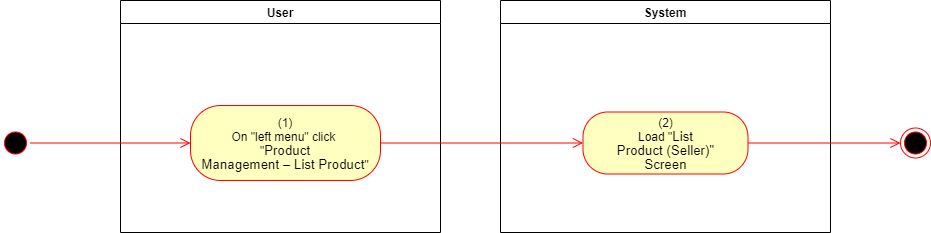 User
System
(1)
On "left menu" click
"Product
Management – List Product"
(2)
Load "List
Product (Seller)"
Screen